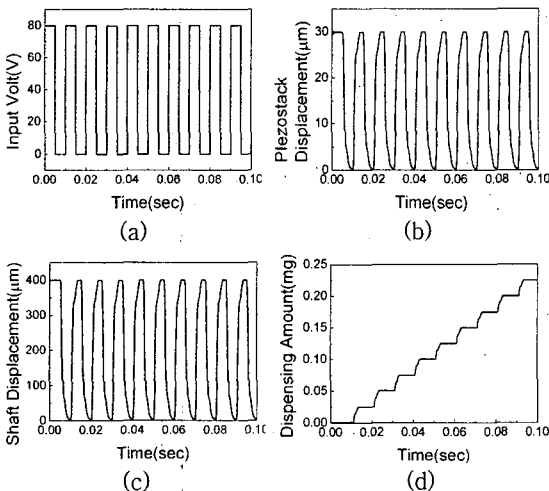 80
60
40
20
0
Input Volt(V)
0.00 0.02 0.04 0.06 0.08 0.10
Time(sec)
(a)
30
20
10
0
Piezostack
Displacement(μm)
0.00 0.02 0.04 0.06 0.08 0.10
Time(sec)
(b)
400
300
200
100
0
Shaft Displacement(μm)
0.00 0.02 0.04 0.06 0.08 0.10
Time(sec)
(c)
0.25
0.20
0.15
0.10
0.05
0.00
Dispensing Amount(mg)
0.00 0.02 0.04 0.06 0.08 0.10
Time(sec)
(d)